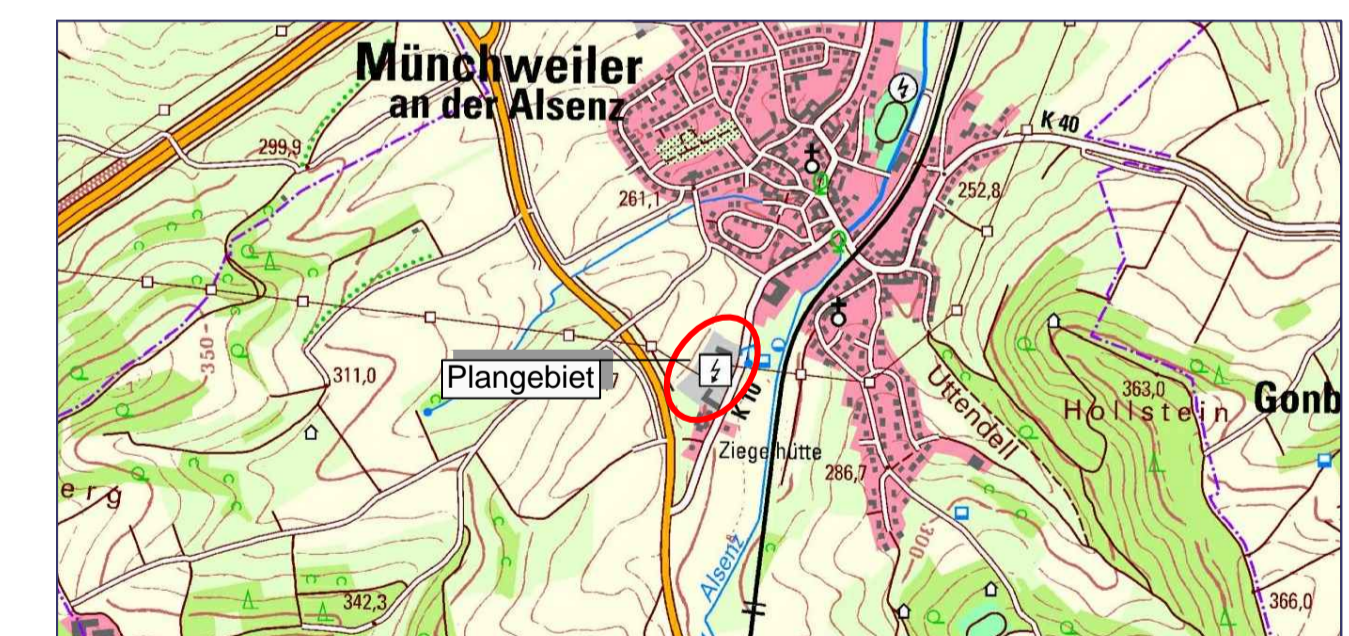 Münchweiler
an der Alsenz
K 40
299,9
261,1
252,8
350
311,0
Plangebiet
7
K 10
Uttendell
363,0
Hollstein
Gonb
Ziegelhütte
286,7
erg
300
Alsenz
342,3
366,0